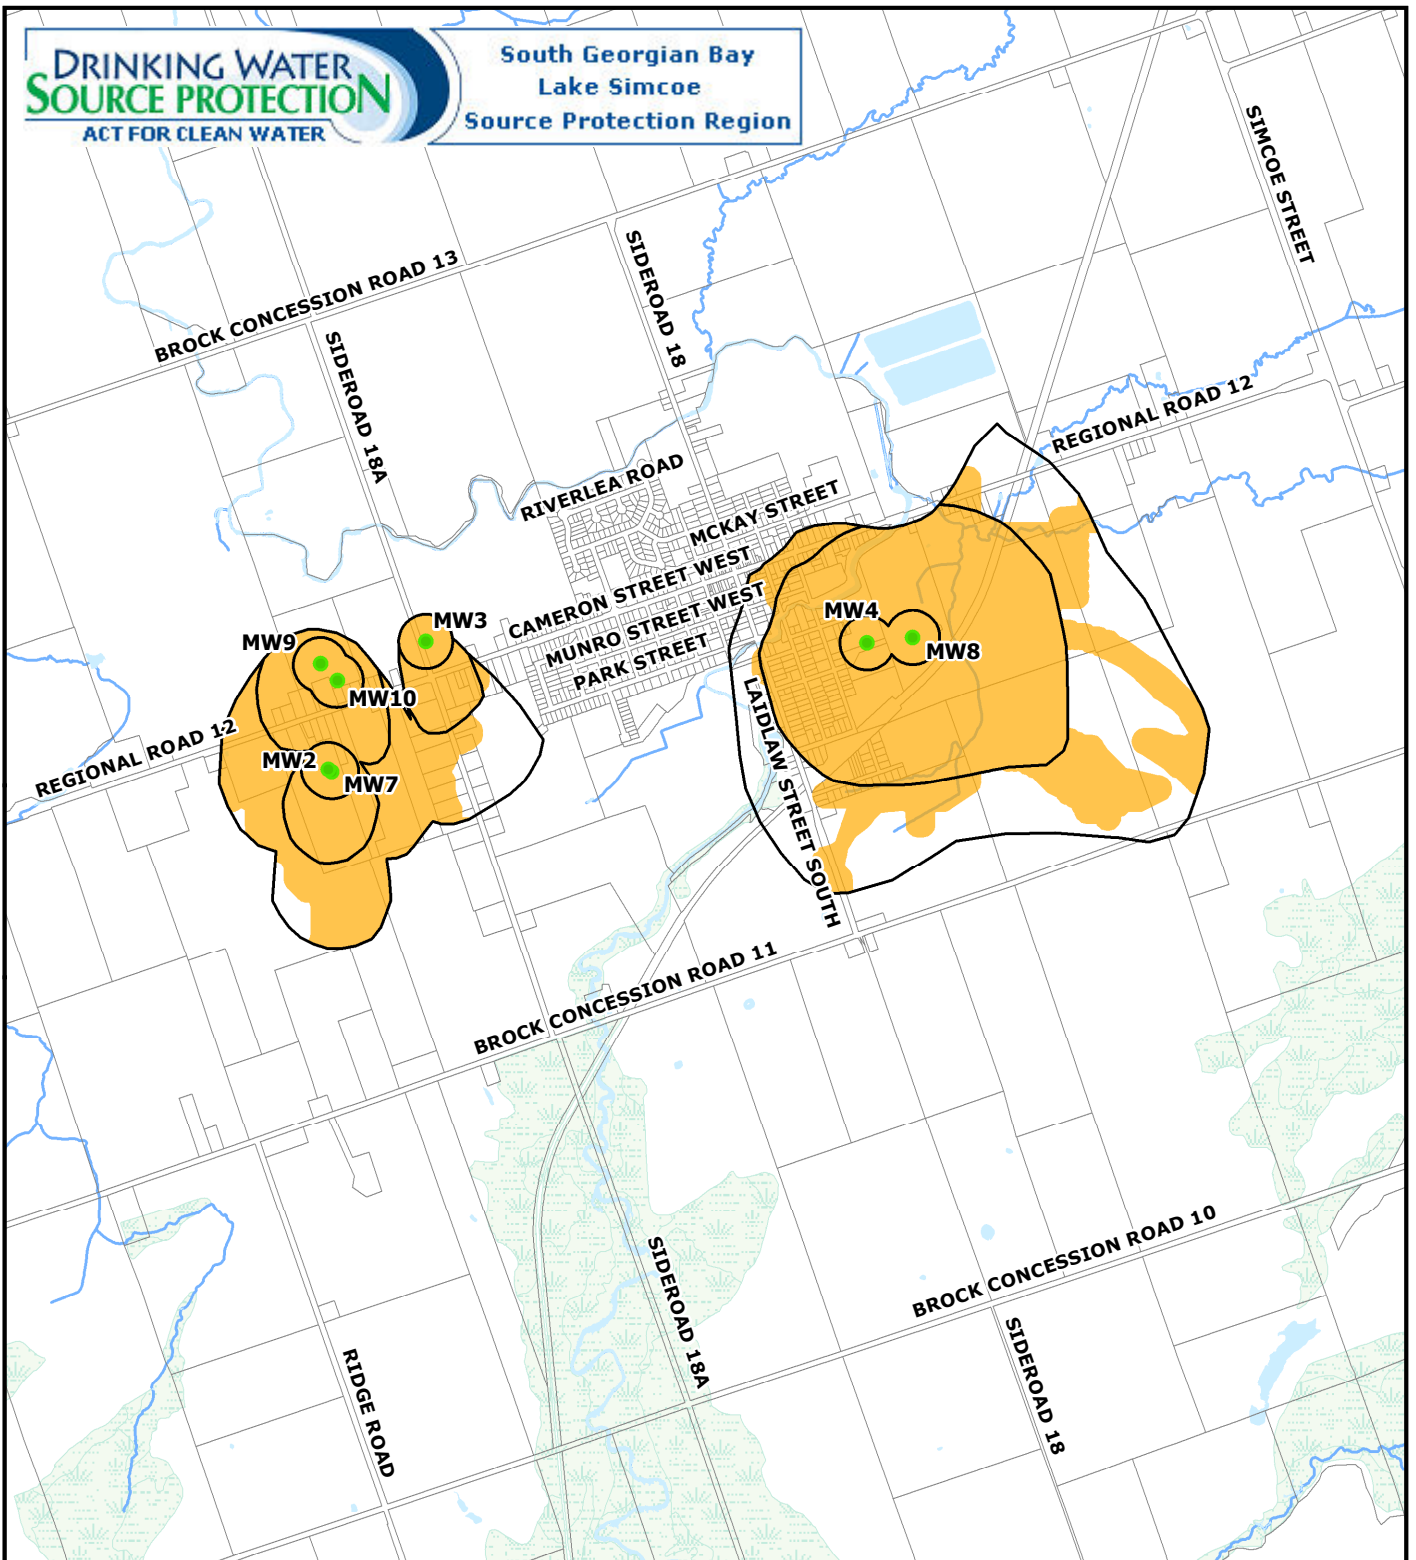 DRINKING WATER
SOURCE PROTECTION
ACT FOR CLEAN WATER
South Georgian Bay
Lake Simcoe
Source Protection Region
SIMCOE STREET
BROCK CONCESSION ROAD 13
SIDEROAD 18
SIDEROAD 18A
REGIONAL ROAD 12
RIVERLEA ROAD
MCKAY STREET
CAMERON STREET WEST
MUNRO STREET WEST
PARK STREET
MW4
MW8
MW3
MW9
MW10
MW2
MW7
REGIONAL ROAD 12
LAIDLAW STREET SOUTH
BROCK CONCESSION ROAD 11
BROCK CONCESSION ROAD 10
SIDEROAD 18A
SIDEROAD 18
RIDGE ROAD